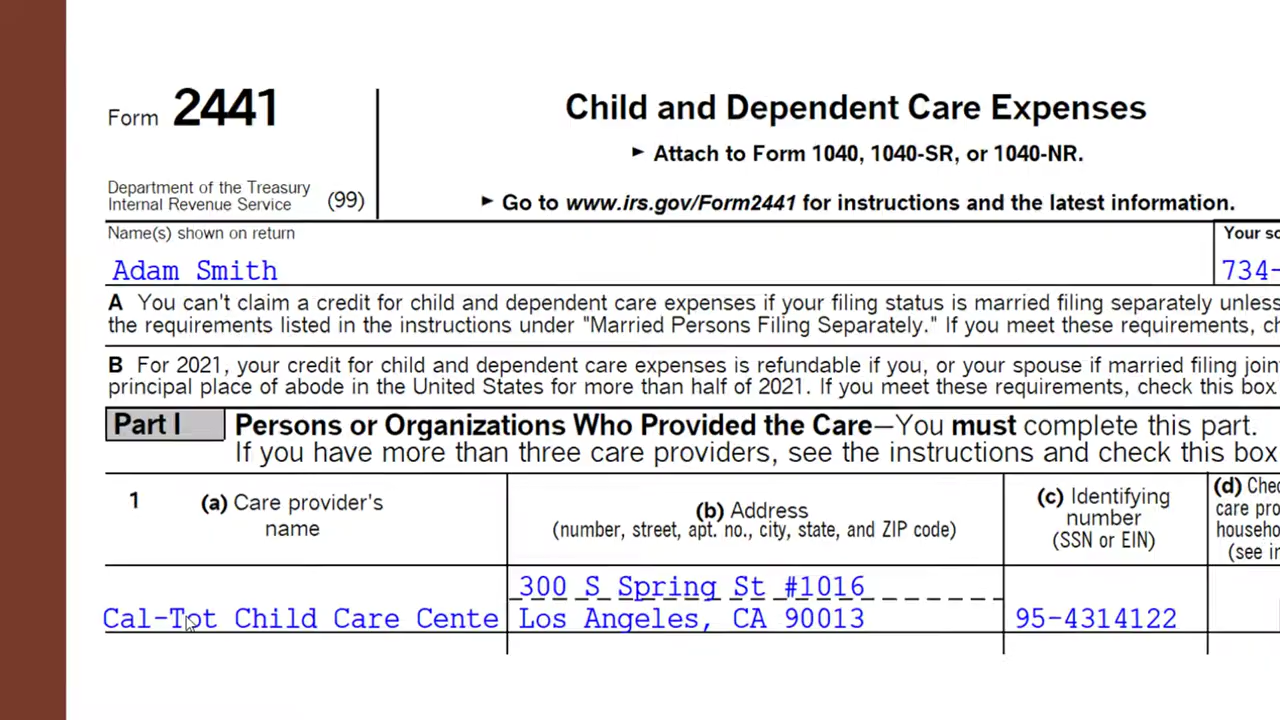 Form 2441
Child and Dependent Care Expenses
► Attach to Form 1040, 1040-SR, or 1040-NR.
Department of the Treasury
Internal Revenue Service (99)
► Go to www.irs.gov/Form2441 for instructions and the latest information.
Name(s) shown on return
Your so
Adam Smith
734-
A You can't claim a credit for child and dependent care expenses if your filing status is married filing separately unless
the requirements listed in the instructions under "Married Persons Filing Separately." If you meet these requirements, ch
B For 2021, your credit for child and dependent care expenses is refundable if you, or your spouse if married filing join
principal place of abode in the United States for more than half of 2021. If you meet these requirements, check this box
Part I Persons or Organizations Who Provided the Care—You must complete this part.
If you have more than three care providers, see the instructions and check this box
1 (a) Care provider's
name
(b) Address
(number, street, apt. no., city, state, and ZIP code)
(c) Identifying
number
(SSN or EIN)
(d) Chec
care pro
househo
(see in
Cal-Tot Child Care Cente
300 S Spring St #1016
Los Angeles, CA 90013
95-4314122